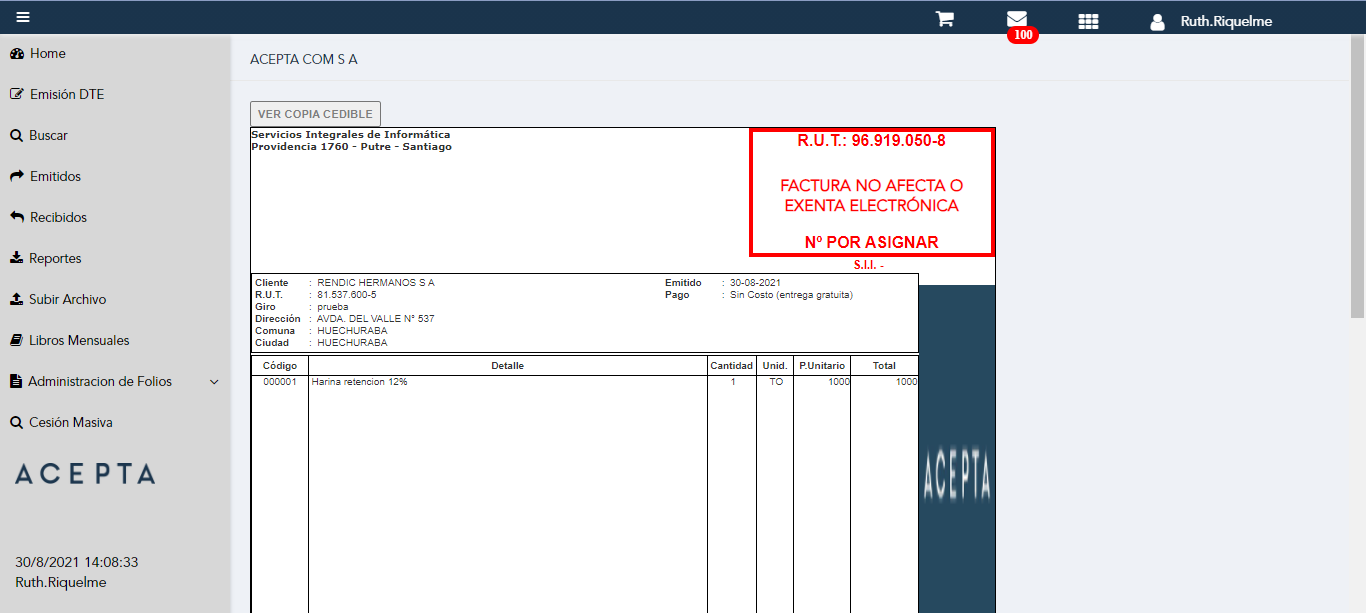 Ruth.Riquelme
100
Home
Emisión DTE
Buscar
Emitidos
Recibidos
Reportes
Subir Archivo
Libros Mensuales
Administracion de Folios
Cesión Masiva
ACEPTA
30/8/2021 14:08:33
Ruth.Riquelme
ACEPTA COM S A
VER COPIA CEDIBLE
Servicios Integrales de Informática
Providencia 1760 - Putre - Santiago
R.U.T.: 96.919.050-8
FACTURA NO AFECTA O
EXENTA ELECTRÓNICA
Nº POR ASIGNAR
S.I.I. -
Cliente : RENDIC HERMANOS S A Emitido : 30-08-2021
R.U.T. : 81.537.600-5 Pago : Sin Costo (entrega gratuita)
Giro : prueba
Dirección : AVDA. DEL VALLE N° 537
Comuna : HUECHURABA
Ciudad : HUECHURABA
Código Detalle Cantidad Unid. P.Unitario Total
000001 Harina retencion 12% 1 TO 1000 1000
ACEPTA